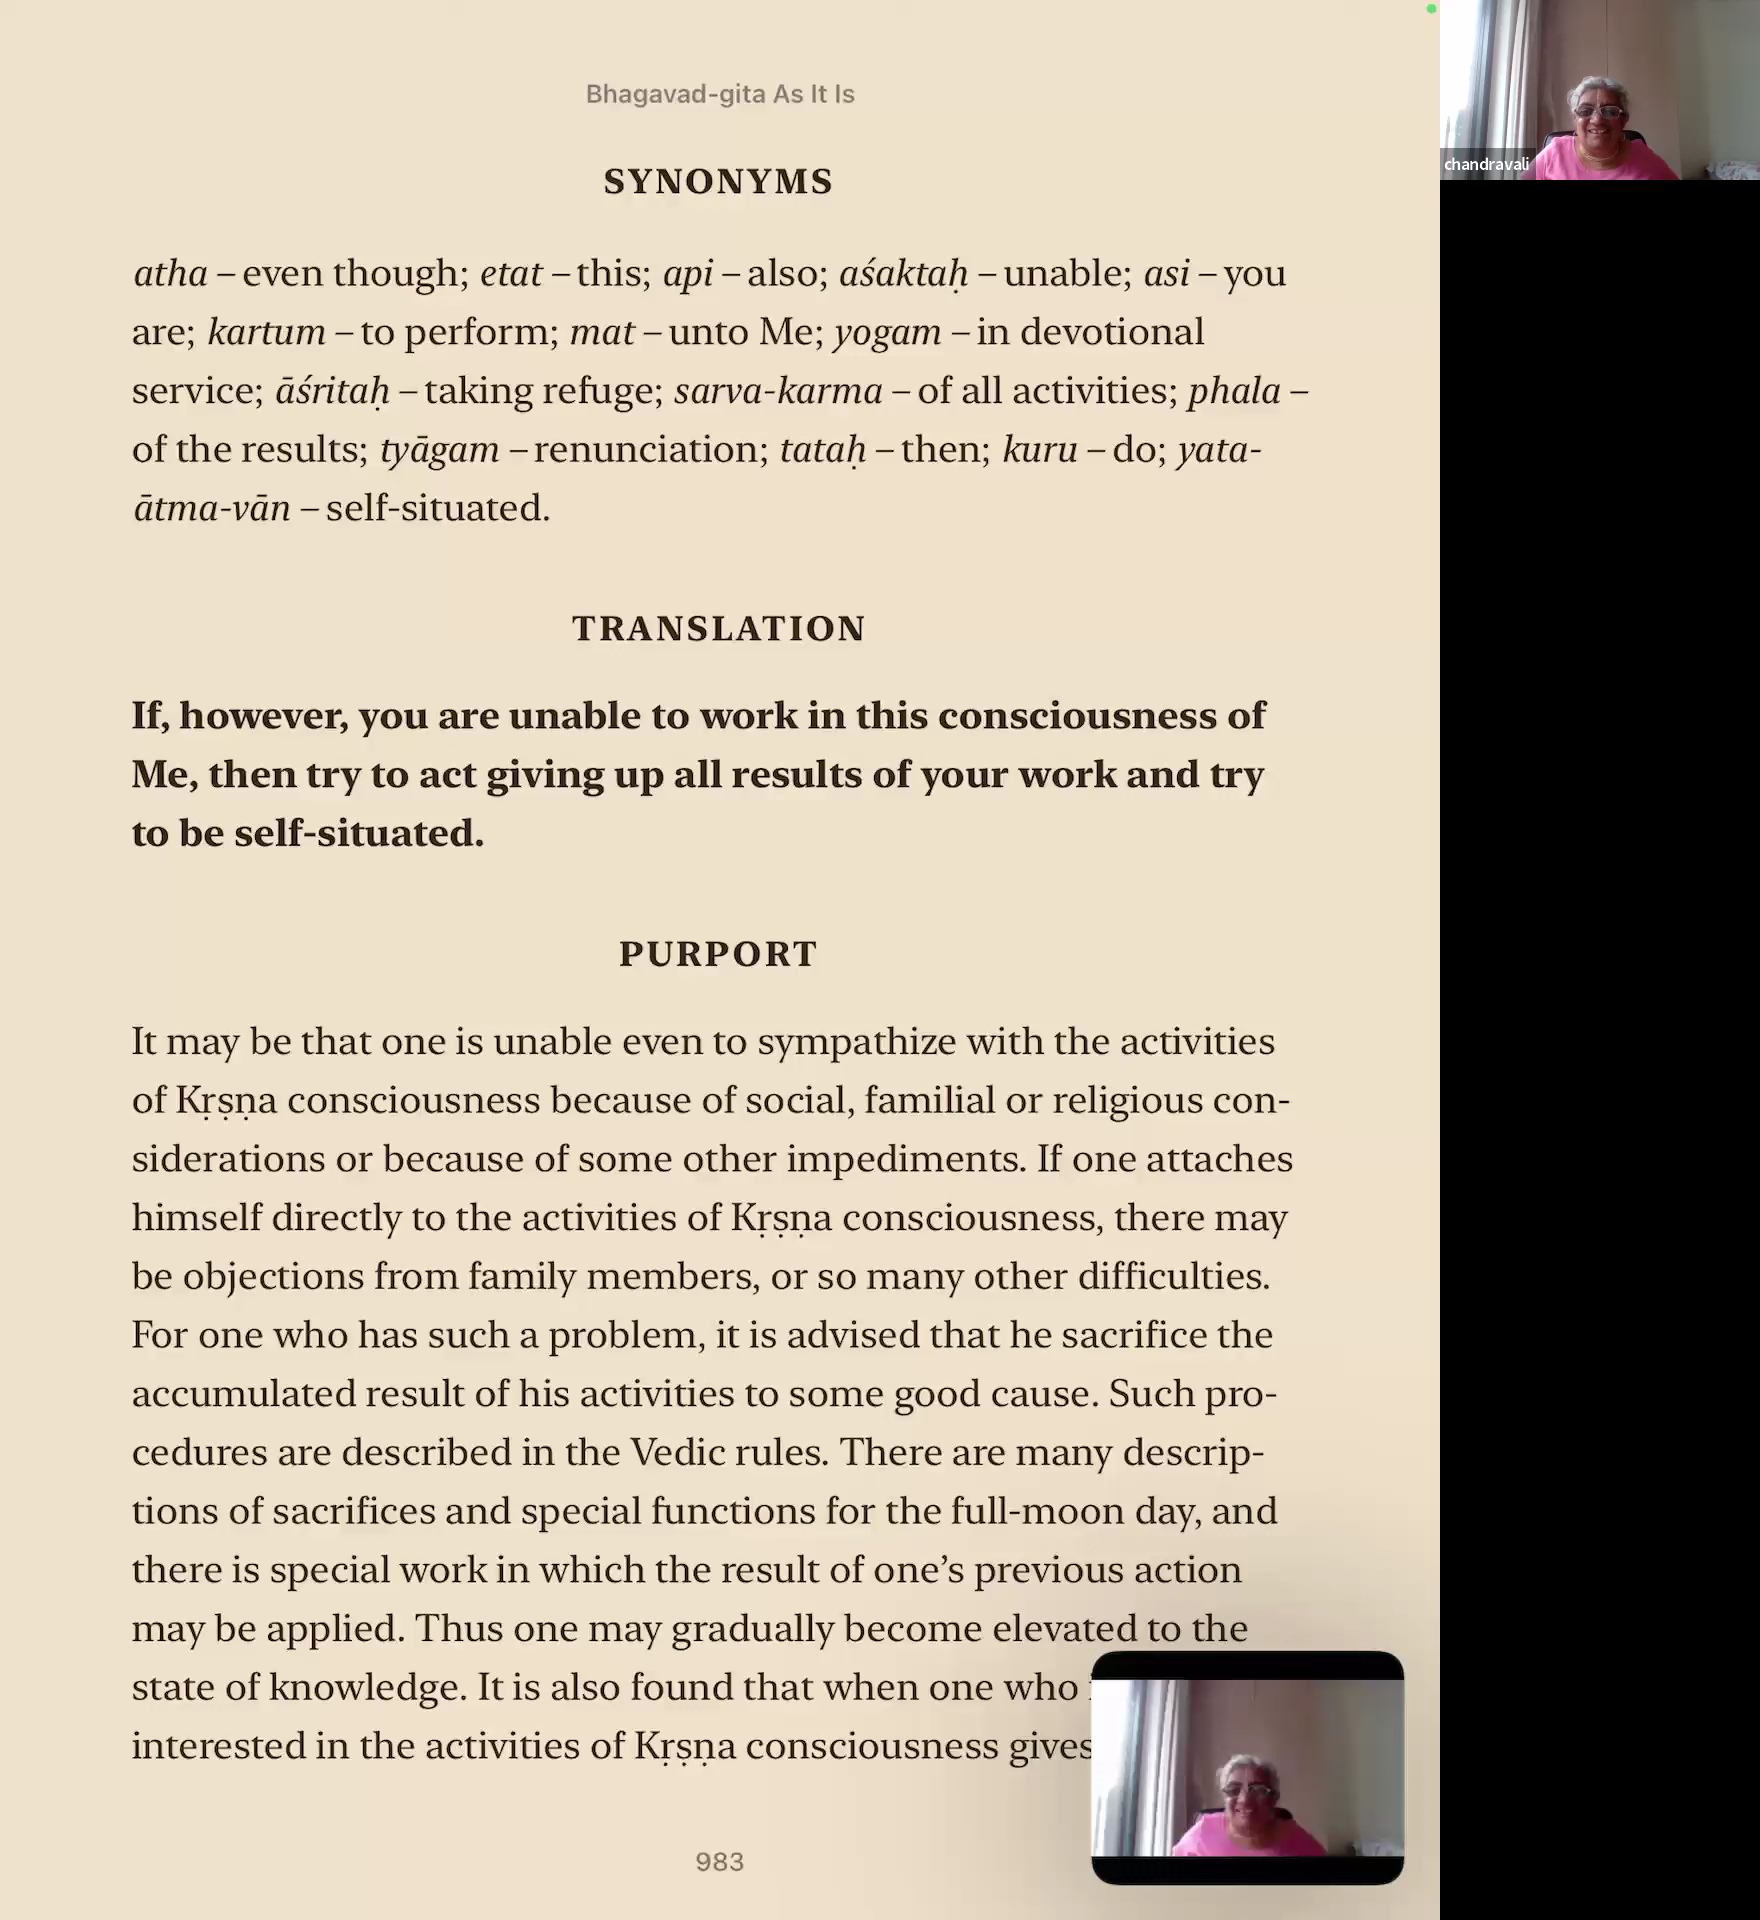 Bhagavad-gita As It Is
SYNONYMS
atha – even though; etat – this; api – also; aśaktaḥ – unable; asi – you
are; kartum – to perform; mat – unto Me; yogam – in devotional
service; āśritaḥ – taking refuge; sarva-karma – of all activities; phala –
of the results; tyāgam – renunciation; tataḥ – then; kuru – do; yata-
ātma-vān – self-situated.
TRANSLATION
If, however, you are unable to work in this consciousness of
Me, then try to act giving up all results of your work and try
to be self-situated.
PURPORT
It may be that one is unable even to sympathize with the activities
of Kṛṣṇa consciousness because of social, familial or religious con-
siderations or because of some other impediments. If one attaches
himself directly to the activities of Kṛṣṇa consciousness, there may
be objections from family members, or so many other difficulties.
For one who has such a problem, it is advised that he sacrifice the
accumulated result of his activities to some good cause. Such pro-
cedures are described in the Vedic rules. There are many descrip-
tions of sacrifices and special functions for the full-moon day, and
there is special work in which the result of one’s previous action
may be applied. Thus one may gradually become elevated to the
state of knowledge. It is also found that when one who
interested in the activities of Kṛṣṇa consciousness gives
983
chandravali